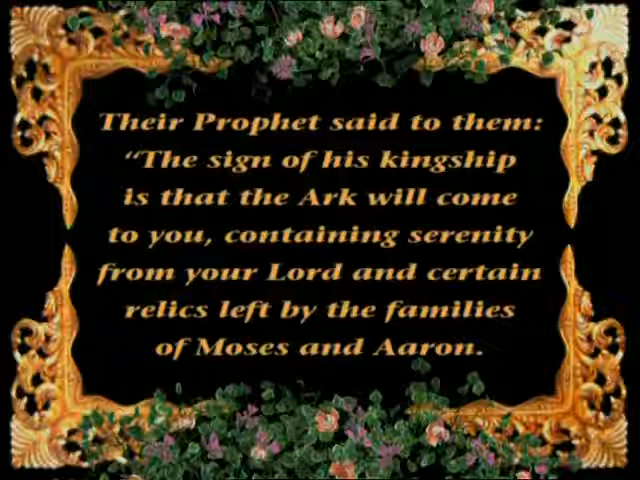 Their Prophet said to them:
“The sign of his kingship
is that the Ark will come
to you, containing serenity
from your Lord and certain
relics left by the families
of Moses and Aaron.